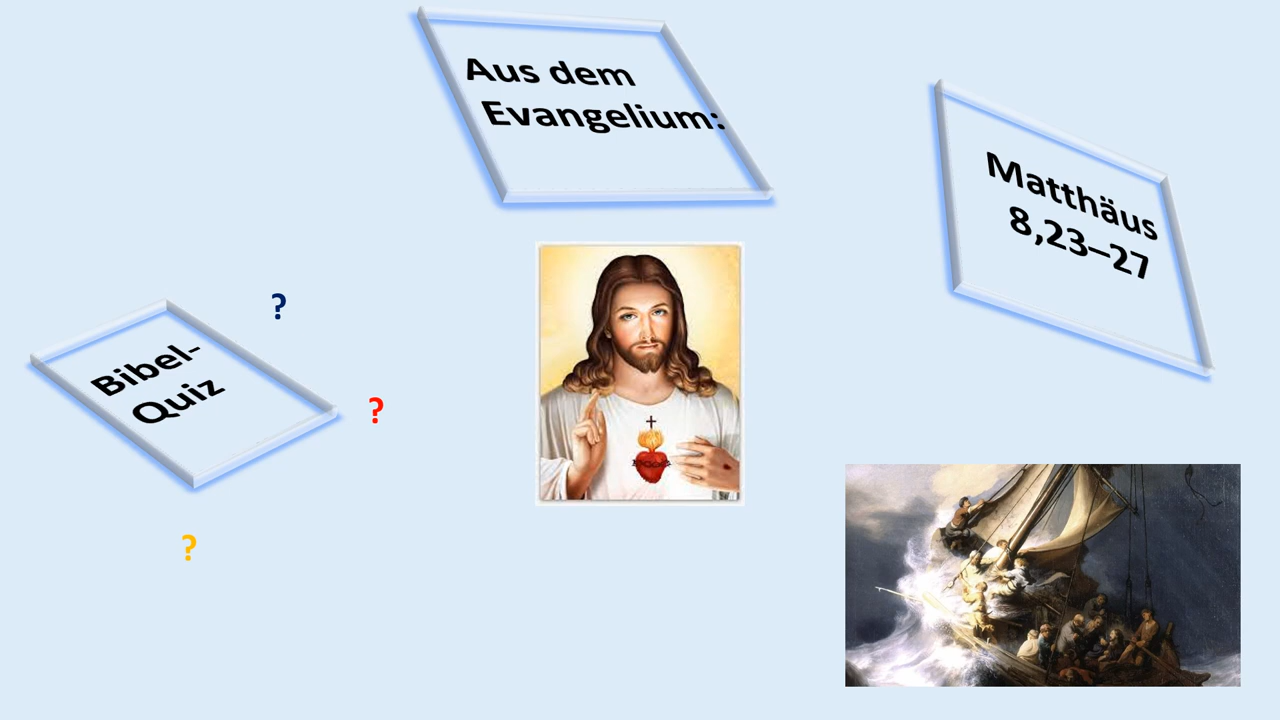 Aus dem
Evangelium:
Matthäus
8,23–27
Bibel-
Quiz
?
?
?